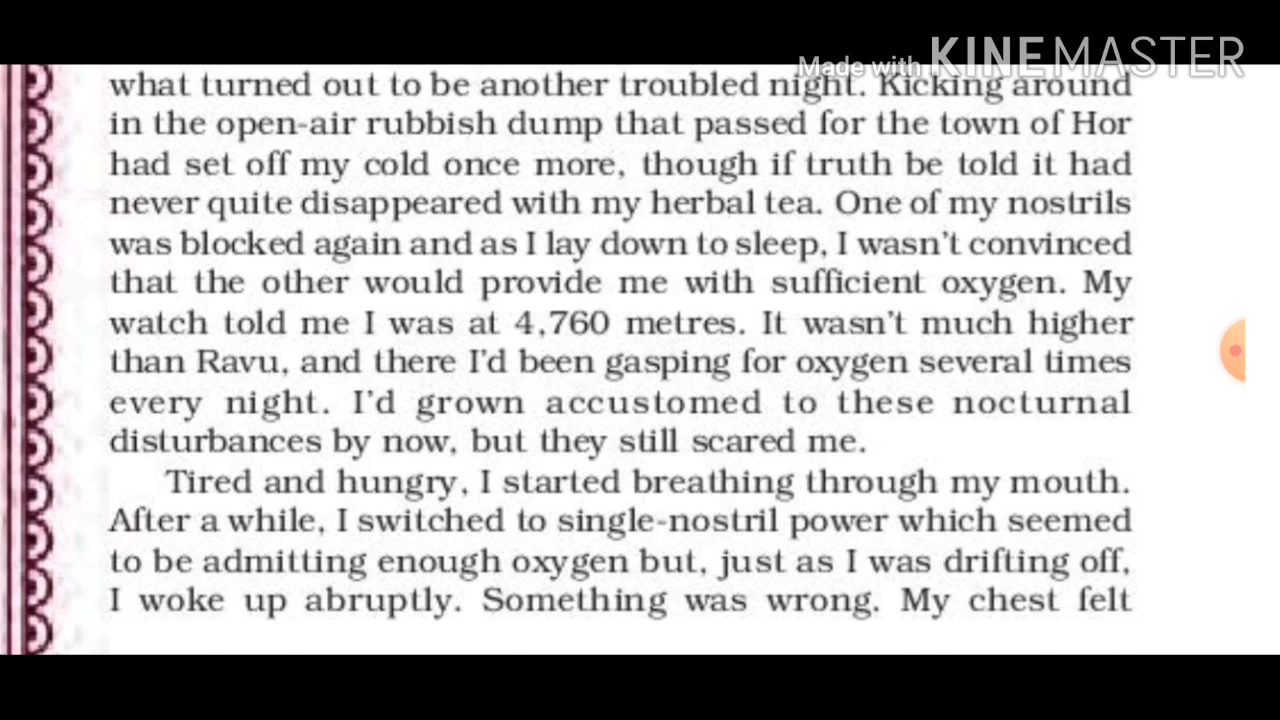 Made with KINEMASTER
what turned out to be another troubled night. Kicking around
in the open-air rubbish dump that passed for the town of Hor
had set off my cold once more, though if truth be told it had
never quite disappeared with my herbal tea. One of my nostrils
was blocked again and as I lay down to sleep, I wasn't convinced
that the other would provide me with sufficient oxygen. My
watch told me I was at 4,760 metres. It wasn't much higher
than Ravu, and there I'd been gasping for oxygen several times
every night. I'd grown accustomed to these nocturnal
disturbances by now, but they still scared me.
Tired and hungry, I started breathing through my mouth.
After a while, I switched to single-nostril power which seemed
to be admitting enough oxygen but, just as I was drifting off,
I woke up abruptly. Something was wrong. My chest felt